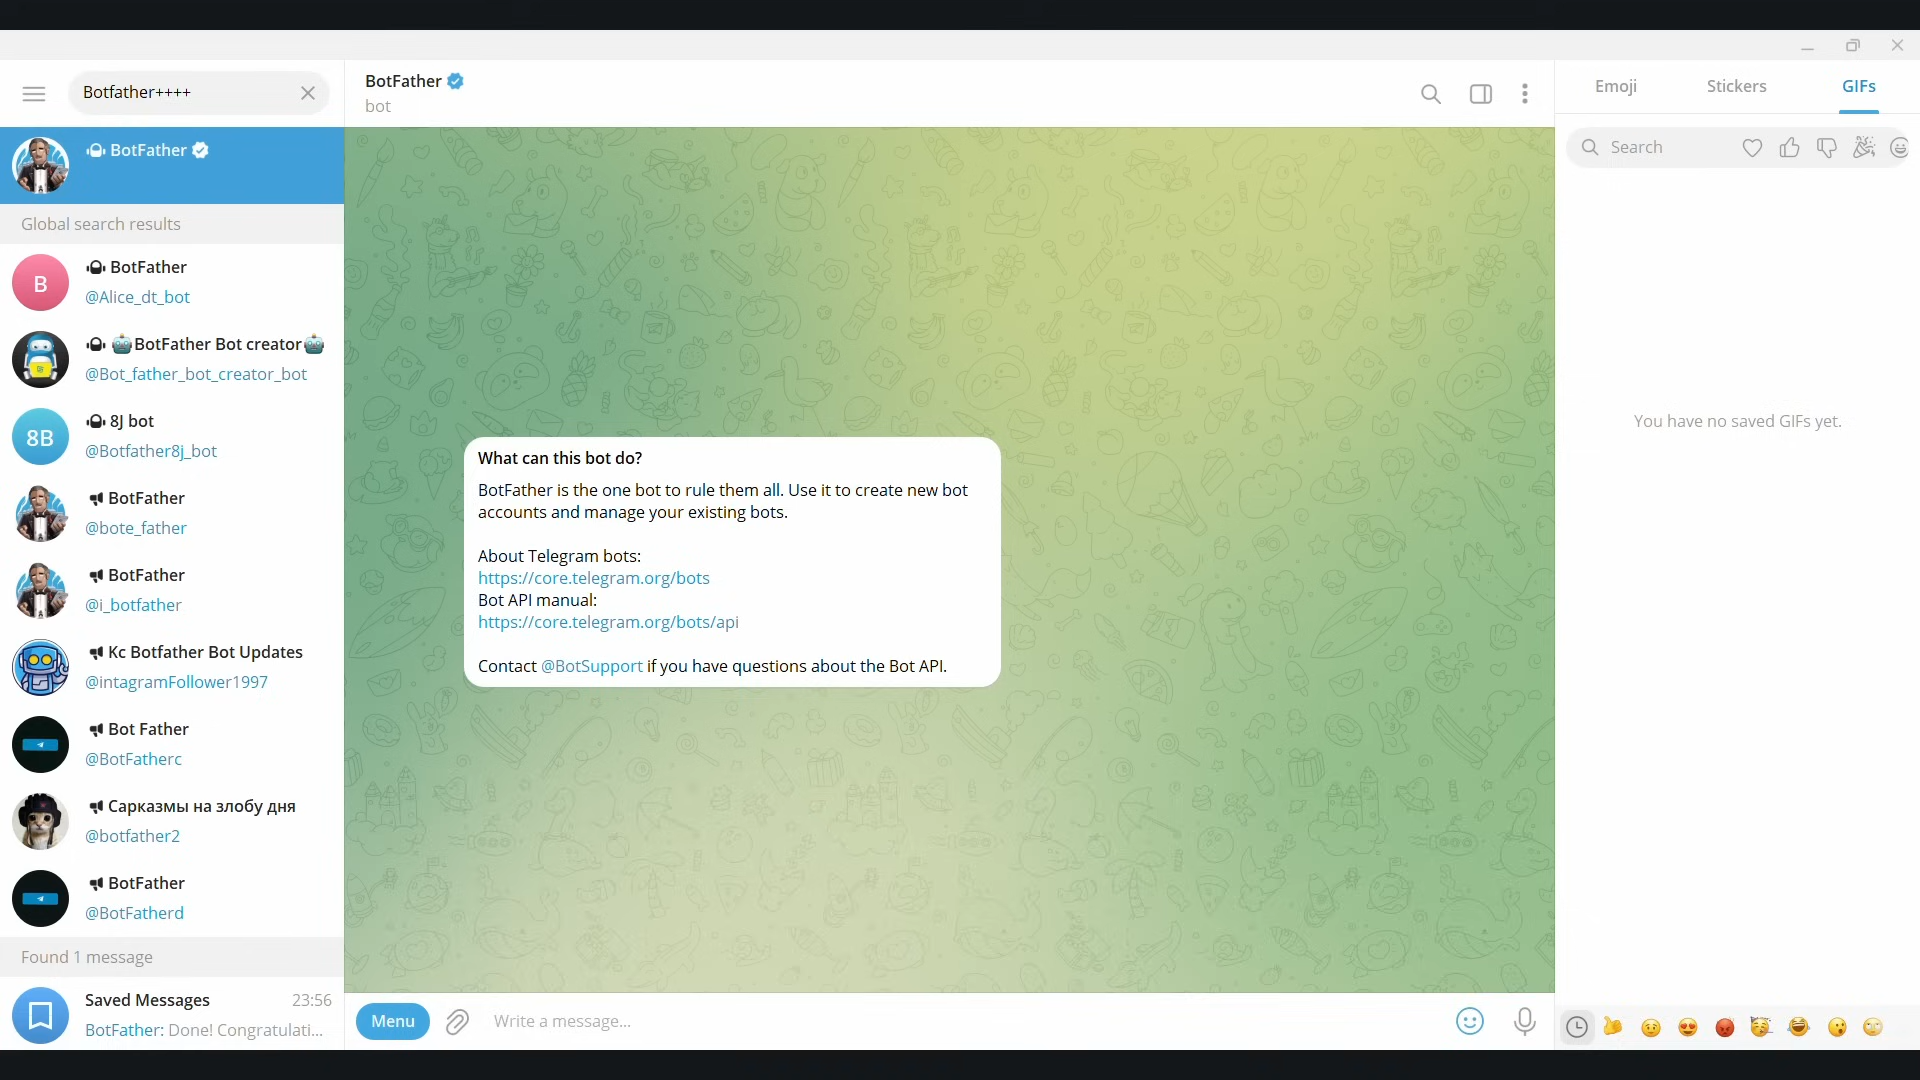 Botfather++++
BotFather
bot
Emoji
Stickers
GIFs
BotFather
Search
Global search results
BotFather
@Alice_dt_bot
BotFather Bot creator
@Bot_father_bot_creator_bot
8B
8J bot
@Botfather8j_bot
BotFather
@bote_father
BotFather
@i_botfather
Kc Botfather Bot Updates
@intagramFollower1997
Bot Father
@BotFatherc
Сарказмы на злобу дня
@botfather2
BotFather
@BotFatherd
Found 1 message
Saved Messages 23:56
BotFather: Done! Congratulati...
B
What can this bot do?
BotFather is the one bot to rule them all. Use it to create new bot
accounts and manage your existing bots.
About Telegram bots:
https://core.telegram.org/bots
Bot API manual:
https://core.telegram.org/bots/api
Contact @BotSupport if you have questions about the Bot API.
Menu
Write a message...
You have no saved GIFs yet.